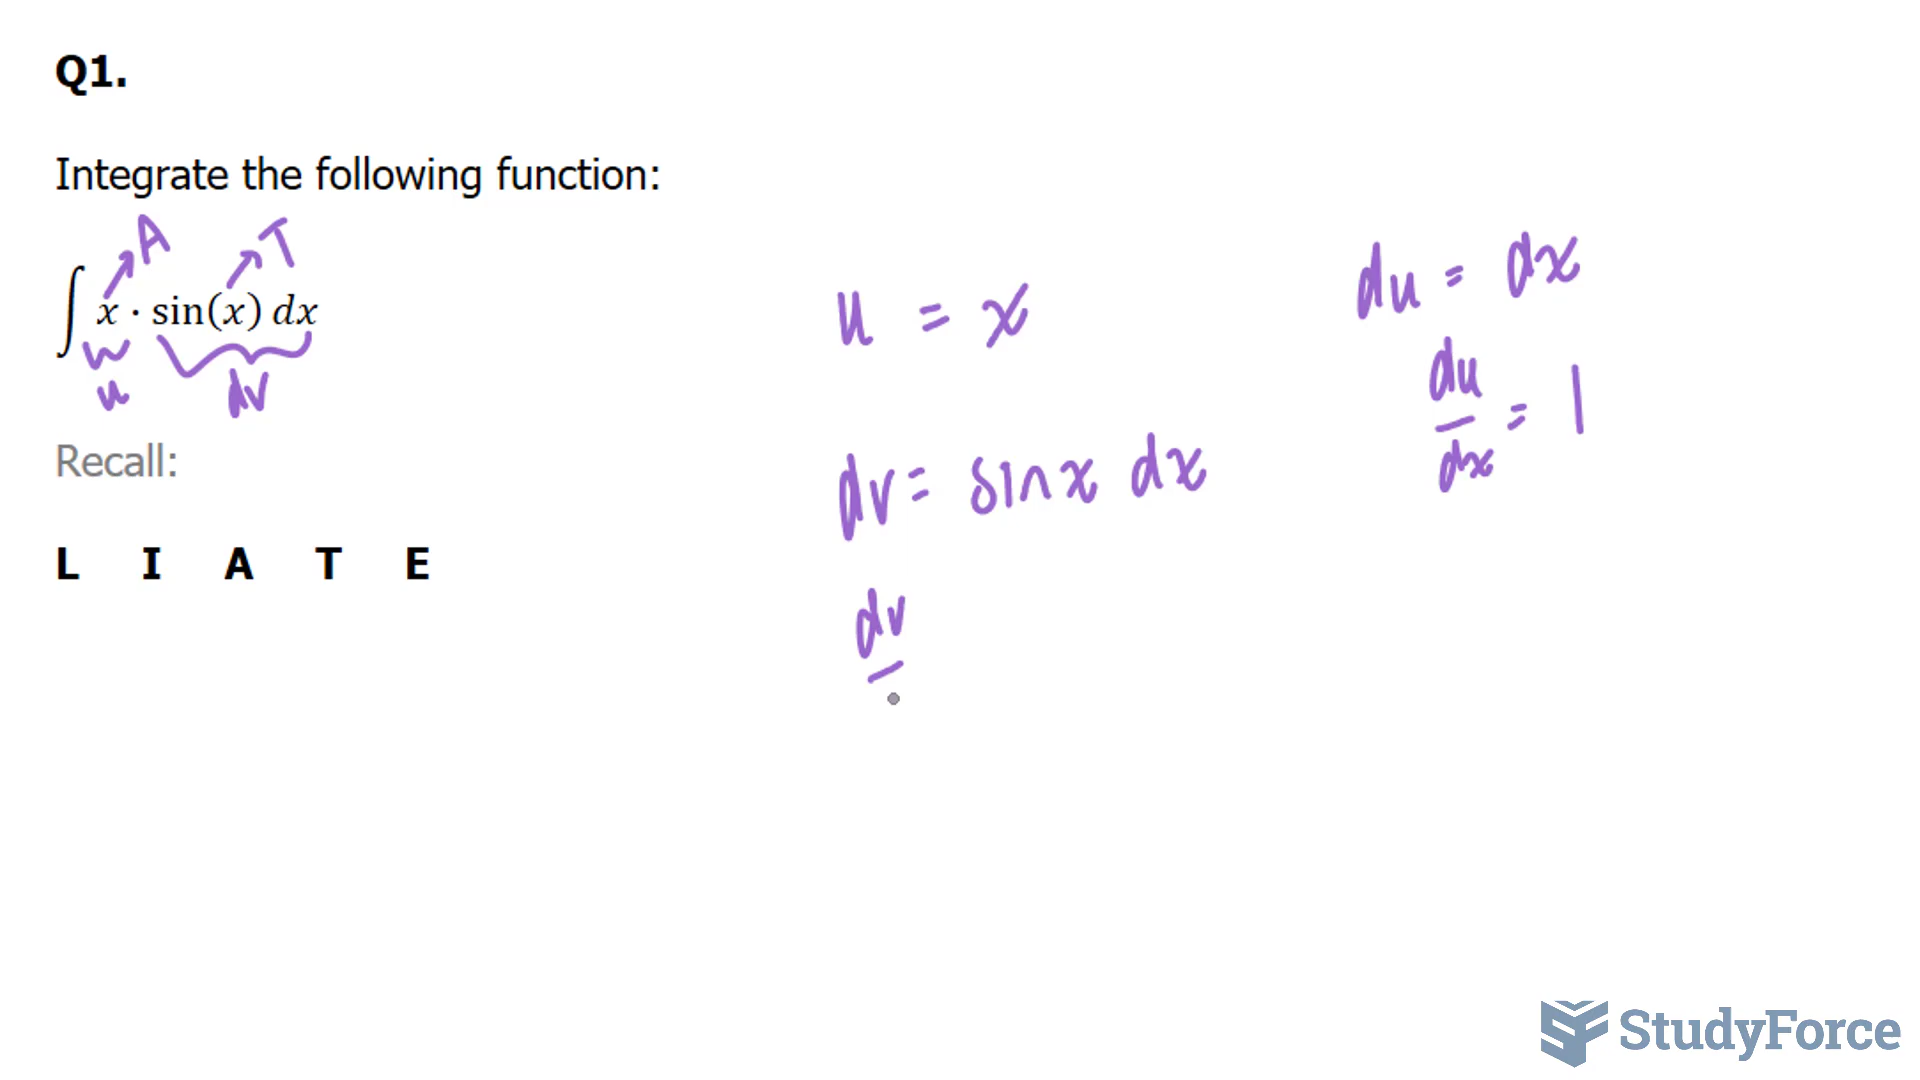 Q1.
Integrate the following function:
A T
∫ x · sin(x) dx
u dv
Recall:
L I A T E
u = x
dv = sin x dx
dv
du = dx
du/dx = 1
StudyForce